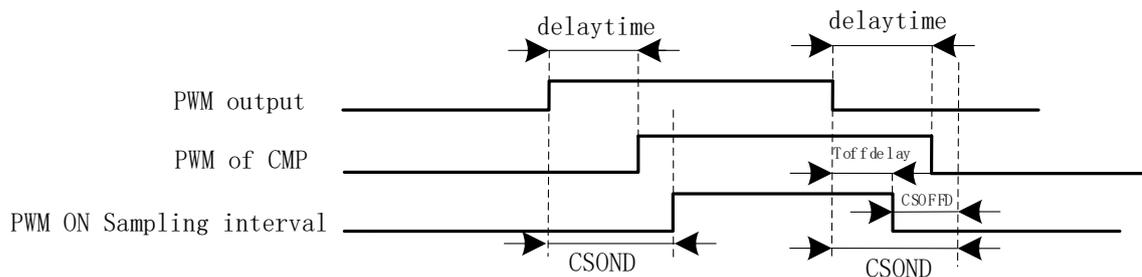 delaytime
delaytime
PWM output
PWM of CMP
Toffdelay
PWM ON Sampling interval
CSOFFD
CSOND
CSOND